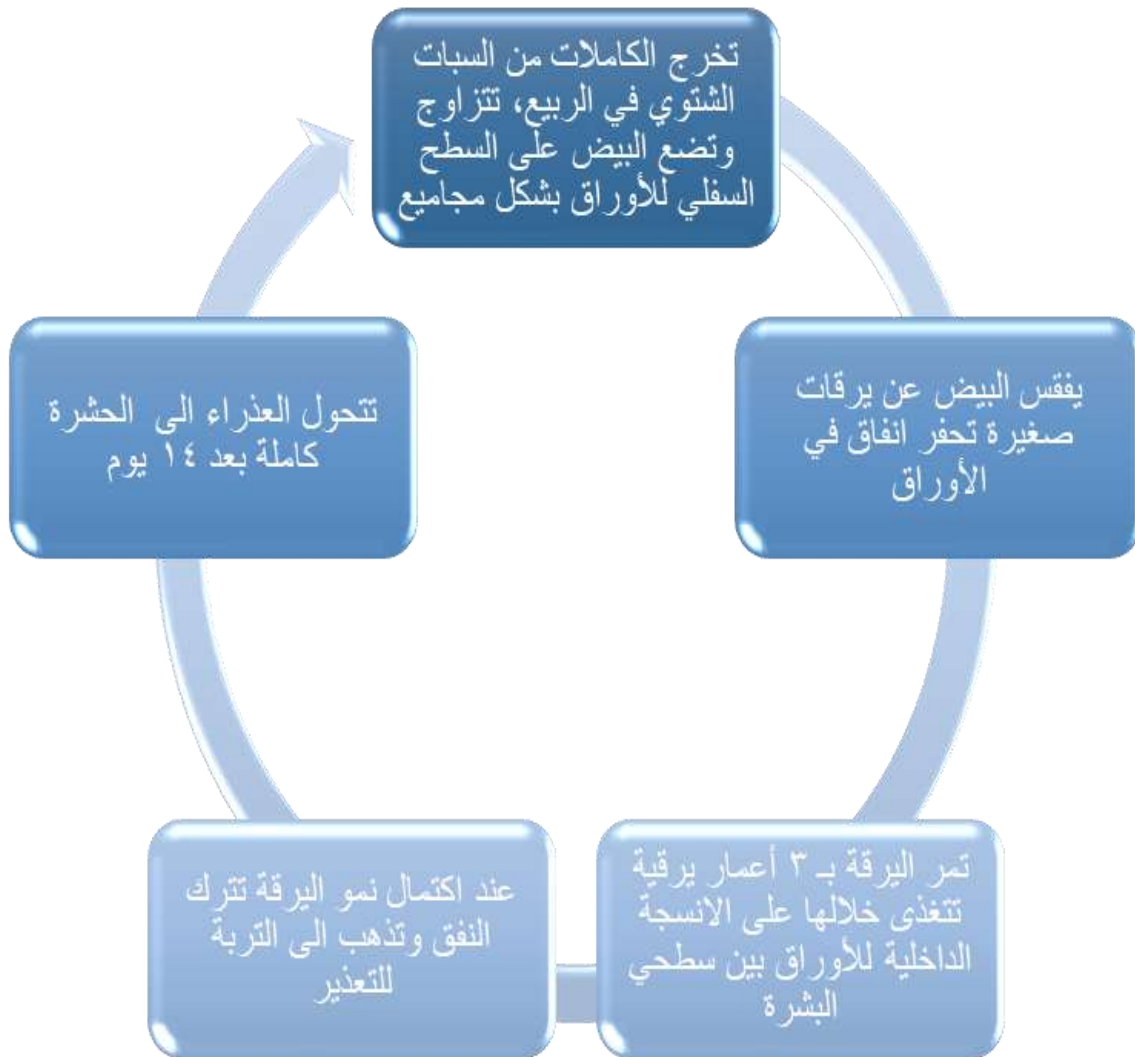 تخرج الكاملات من السبات
الشتوي في الربيع، تتزاوج
وتضع البيض على السطح
السفلي للأوراق بشكل مجاميع
يفقس البيض عن يرقات
صغيرة تحفر انفاق في
الأوراق
تمر اليرقة بـ ٣ أعمار يرقية
تتغذى خلالها على الانسجة
الداخلية للأوراق بين سطحي
البشرة
عند اكتمال نمو اليرقة تترك
النفق وتذهب الى التربة
للتعذير
تتحول العذراء الى الحشرة
كاملة بعد ١٤ يوم